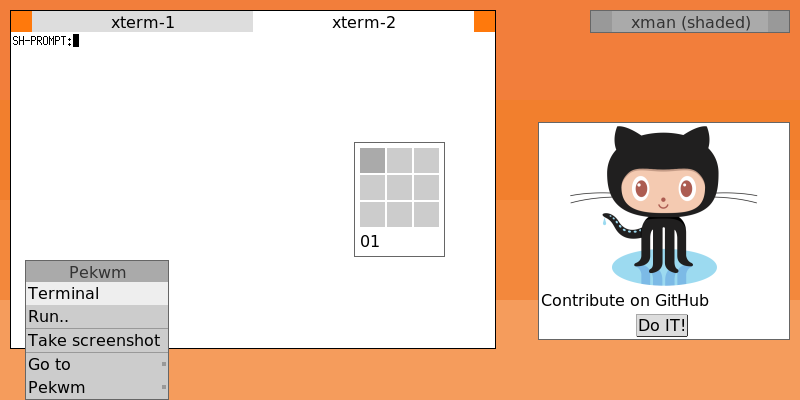 xterm-1
xterm-2
xman (shaded)
SH-PROMPT:
01
Pekwm
Terminal
Run..
Take screenshot
Go to
Pekwm
Contribute on GitHub
Do IT!